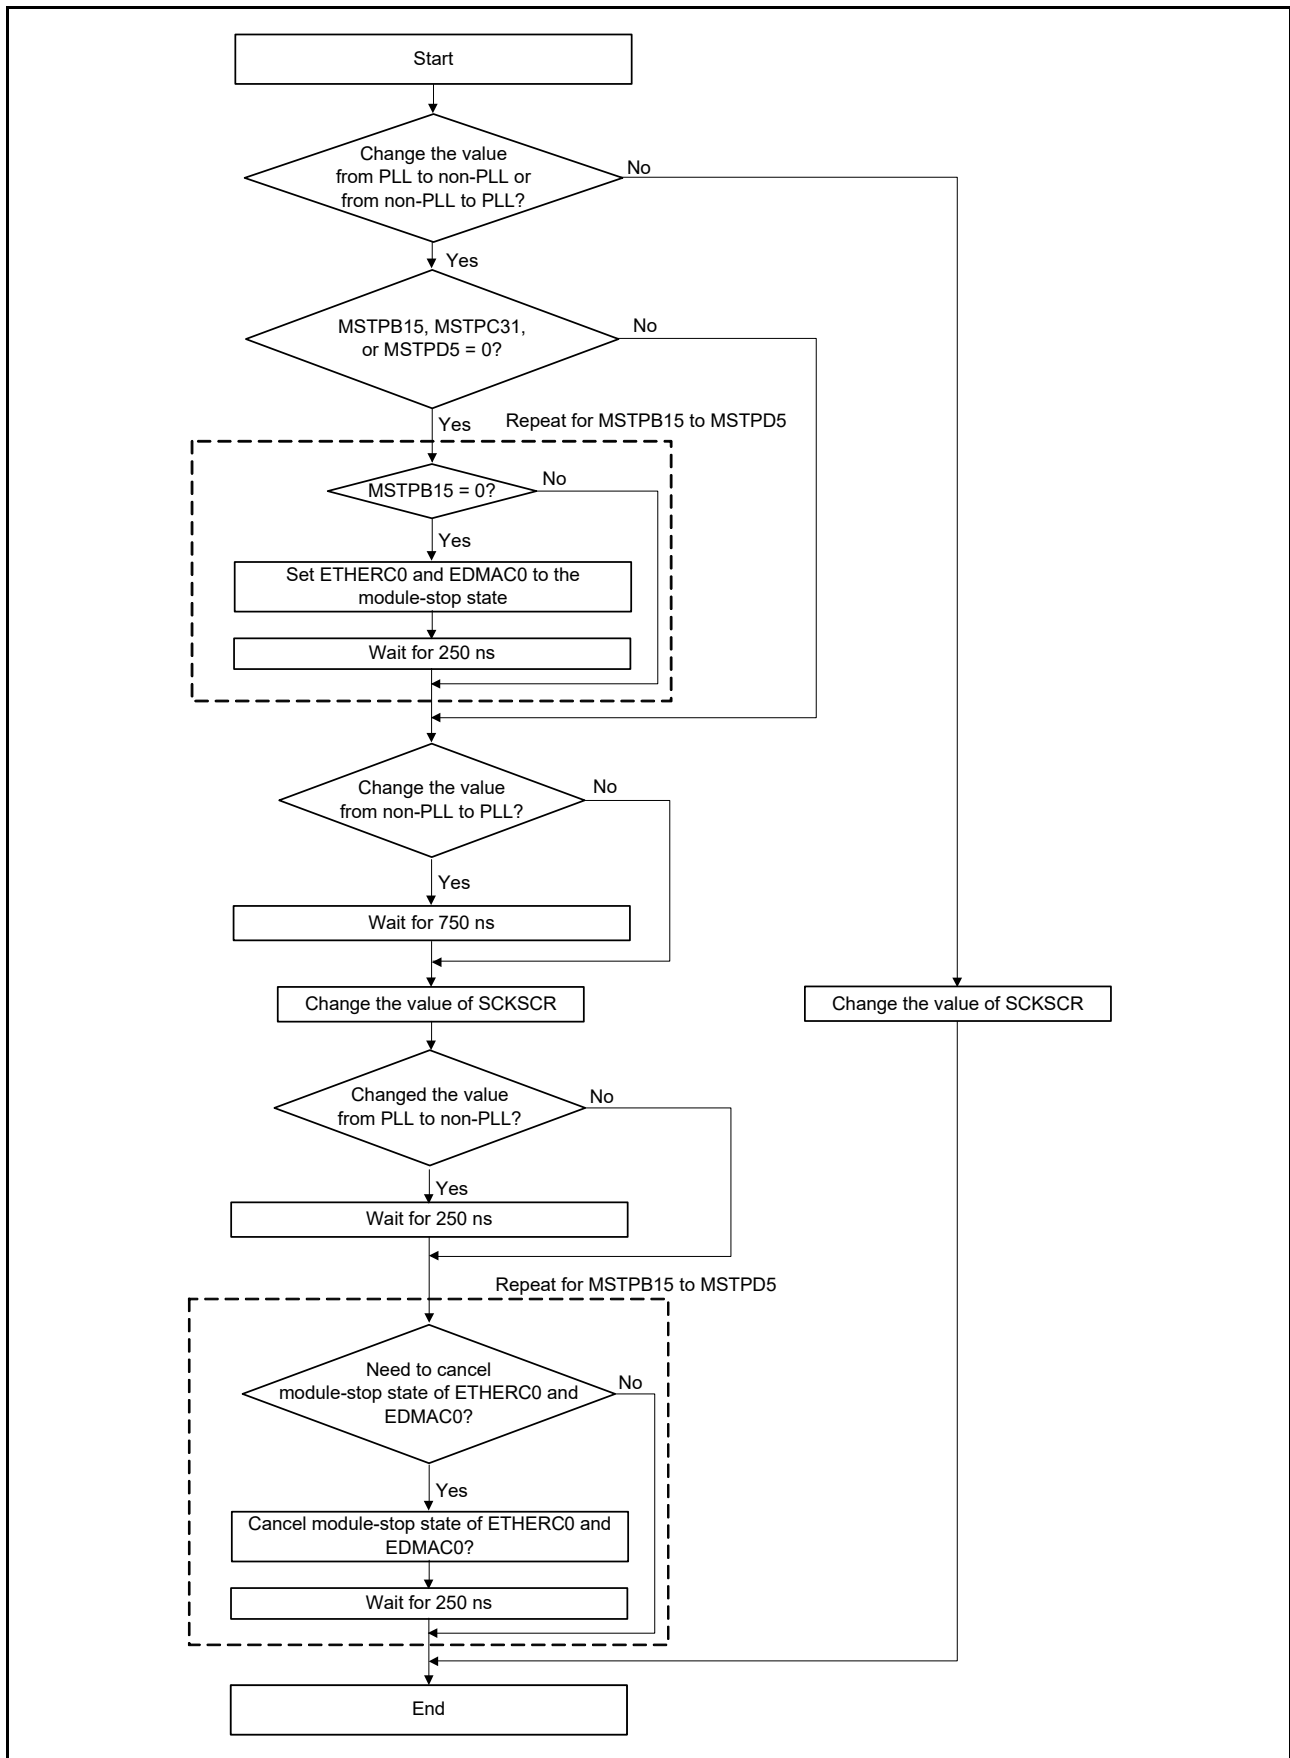 Start
Change the value
from PLL to non-PLL or
from non-PLL to PLL?
No
Yes
MSTPB15, MSTPC31,
or MSTPD5 = 0?
No
Yes
Repeat for MSTPB15 to MSTPD5
MSTPB15 = 0?
No
Yes
Set ETHERC0 and EDMAC0 to the
module-stop state
Wait for 250 ns
Change the value
from non-PLL to PLL?
No
Yes
Wait for 750 ns
Change the value of SCKSCR
Change the value of SCKSCR
Changed the value
from PLL to non-PLL?
No
Yes
Wait for 250 ns
Repeat for MSTPB15 to MSTPD5
Need to cancel
module-stop state of ETHERC0 and
EDMAC0?
No
Yes
Cancel module-stop state of ETHERC0 and
EDMAC0?
Wait for 250 ns
End